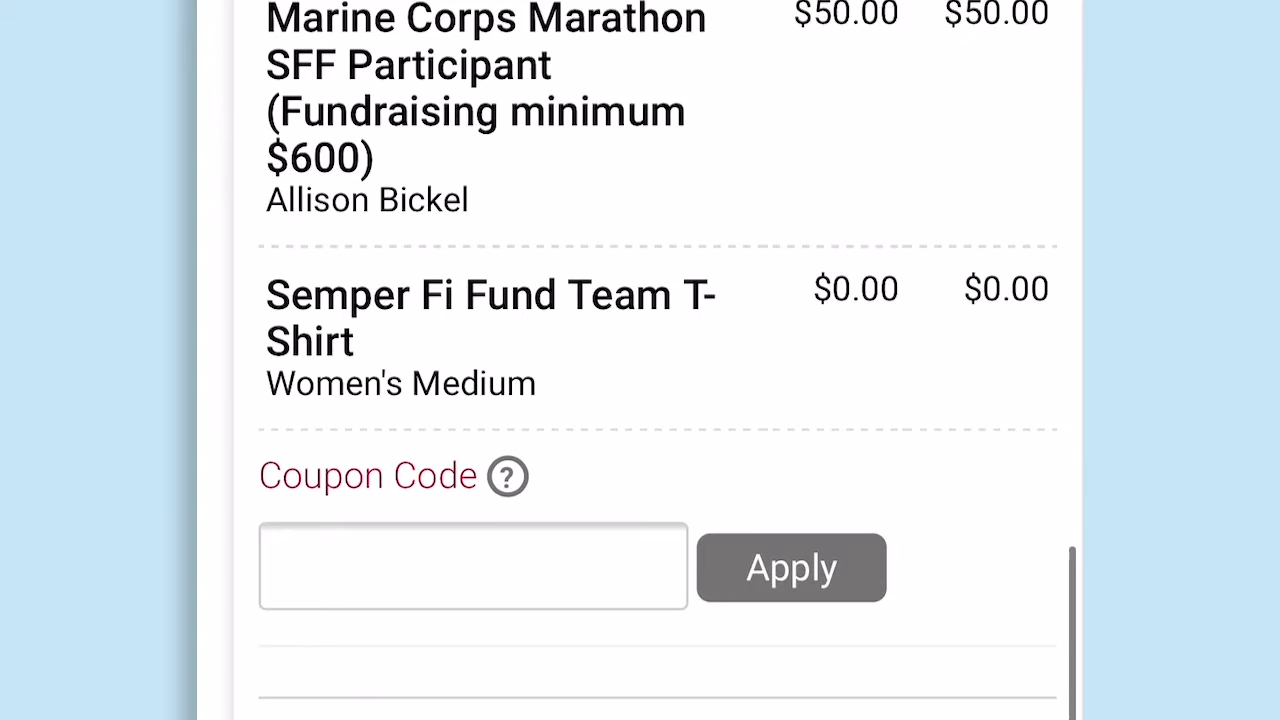 Marine Corps Marathon $50.00 $50.00
SFF Participant
(Fundraising minimum
$600)
Allison Bickel
Semper Fi Fund Team T- $0.00 $0.00
Shirt
Women's Medium
Coupon Code ?
Apply